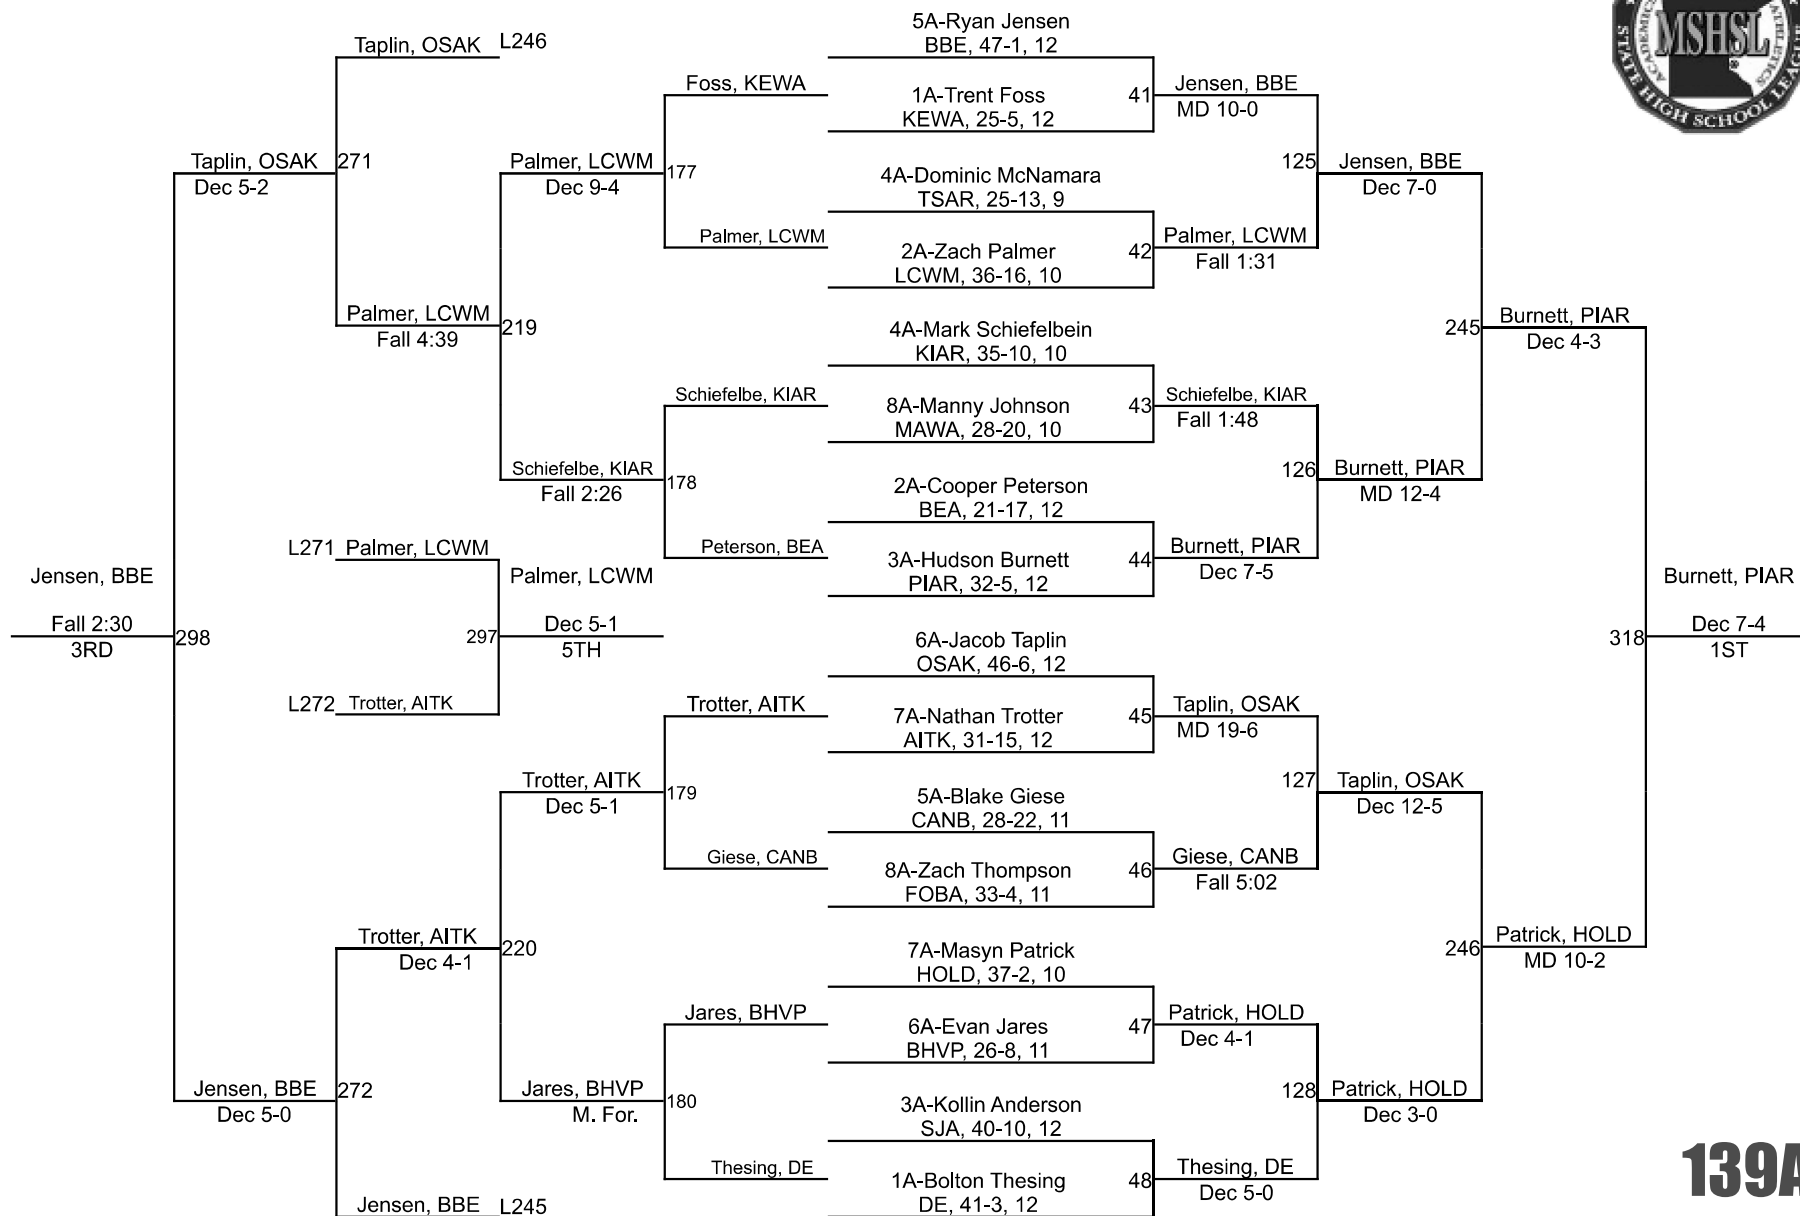 Taplin, OSAK L246
Taplin, OSAK 271
Dec 5-2
Palmer, LCWM 219
Fall 4:39
L271 Palmer, LCWM
Palmer, LCWM
297 Dec 5-1
5TH
L272 Trotter, AITK
Jensen, BBE
Fall 2:30 298
3RD
Trotter, AITK 220
Dec 4-1
Jensen, BBE 272
Dec 5-0
Jensen, BBE L245
Foss, KEWA
Palmer, LCWM 177
Dec 9-4
Palmer, LCWM
Schiefelbe, KIAR
Schiefelbe, KIAR 178
Fall 2:26
Peterson, BEA
Trotter, AITK
Trotter, AITK 179
Dec 5-1
Giese, CANB
Jares, BHVP
Jares, BHVP 180
M. For.
Thesing, DE
5A-Ryan Jensen
BBE, 47-1, 12
1A-Trent Foss 41
KEWA, 25-5, 12
4A-Dominic McNamara
TSAR, 25-13, 9
2A-Zach Palmer 42
LCWM, 36-16, 10
4A-Mark Schiefelbein
KIAR, 35-10, 10
8A-Manny Johnson 43
MAWA, 28-20, 10
2A-Cooper Peterson
BEA, 21-17, 12
3A-Hudson Burnett 44
PIAR, 32-5, 12
6A-Jacob Taplin
OSAK, 46-6, 12
7A-Nathan Trotter 45
AITK, 31-15, 12
5A-Blake Giese
CANB, 28-22, 11
8A-Zach Thompson 46
FOBA, 33-4, 11
7A-Masyn Patrick
HOLD, 37-2, 10
6A-Evan Jares 47
BHVP, 26-8, 11
3A-Kollin Anderson
SJA, 40-10, 12
1A-Bolton Thesing 48
DE, 41-3, 12
Jensen, BBE
MD 10-0
125 Jensen, BBE
Dec 7-0
Palmer, LCWM
Fall 1:31
Schiefelbe, KIAR
Fall 1:48
126 Burnett, PIAR
MD 12-4
Burnett, PIAR
Dec 7-5
Taplin, OSAK
MD 19-6
127 Taplin, OSAK
Dec 12-5
Giese, CANB
Fall 5:02
Patrick, HOLD
Dec 4-1
128 Patrick, HOLD
Dec 3-0
Thesing, DE
Dec 5-0
245 Burnett, PIAR
Dec 4-3
246 Patrick, HOLD
MD 10-2
Burnett, PIAR
318 Dec 7-4
1ST
MSHSL
ACADEMICS
ATHLETICS
STATE HIGH SCHOOL LEAGUE
139A